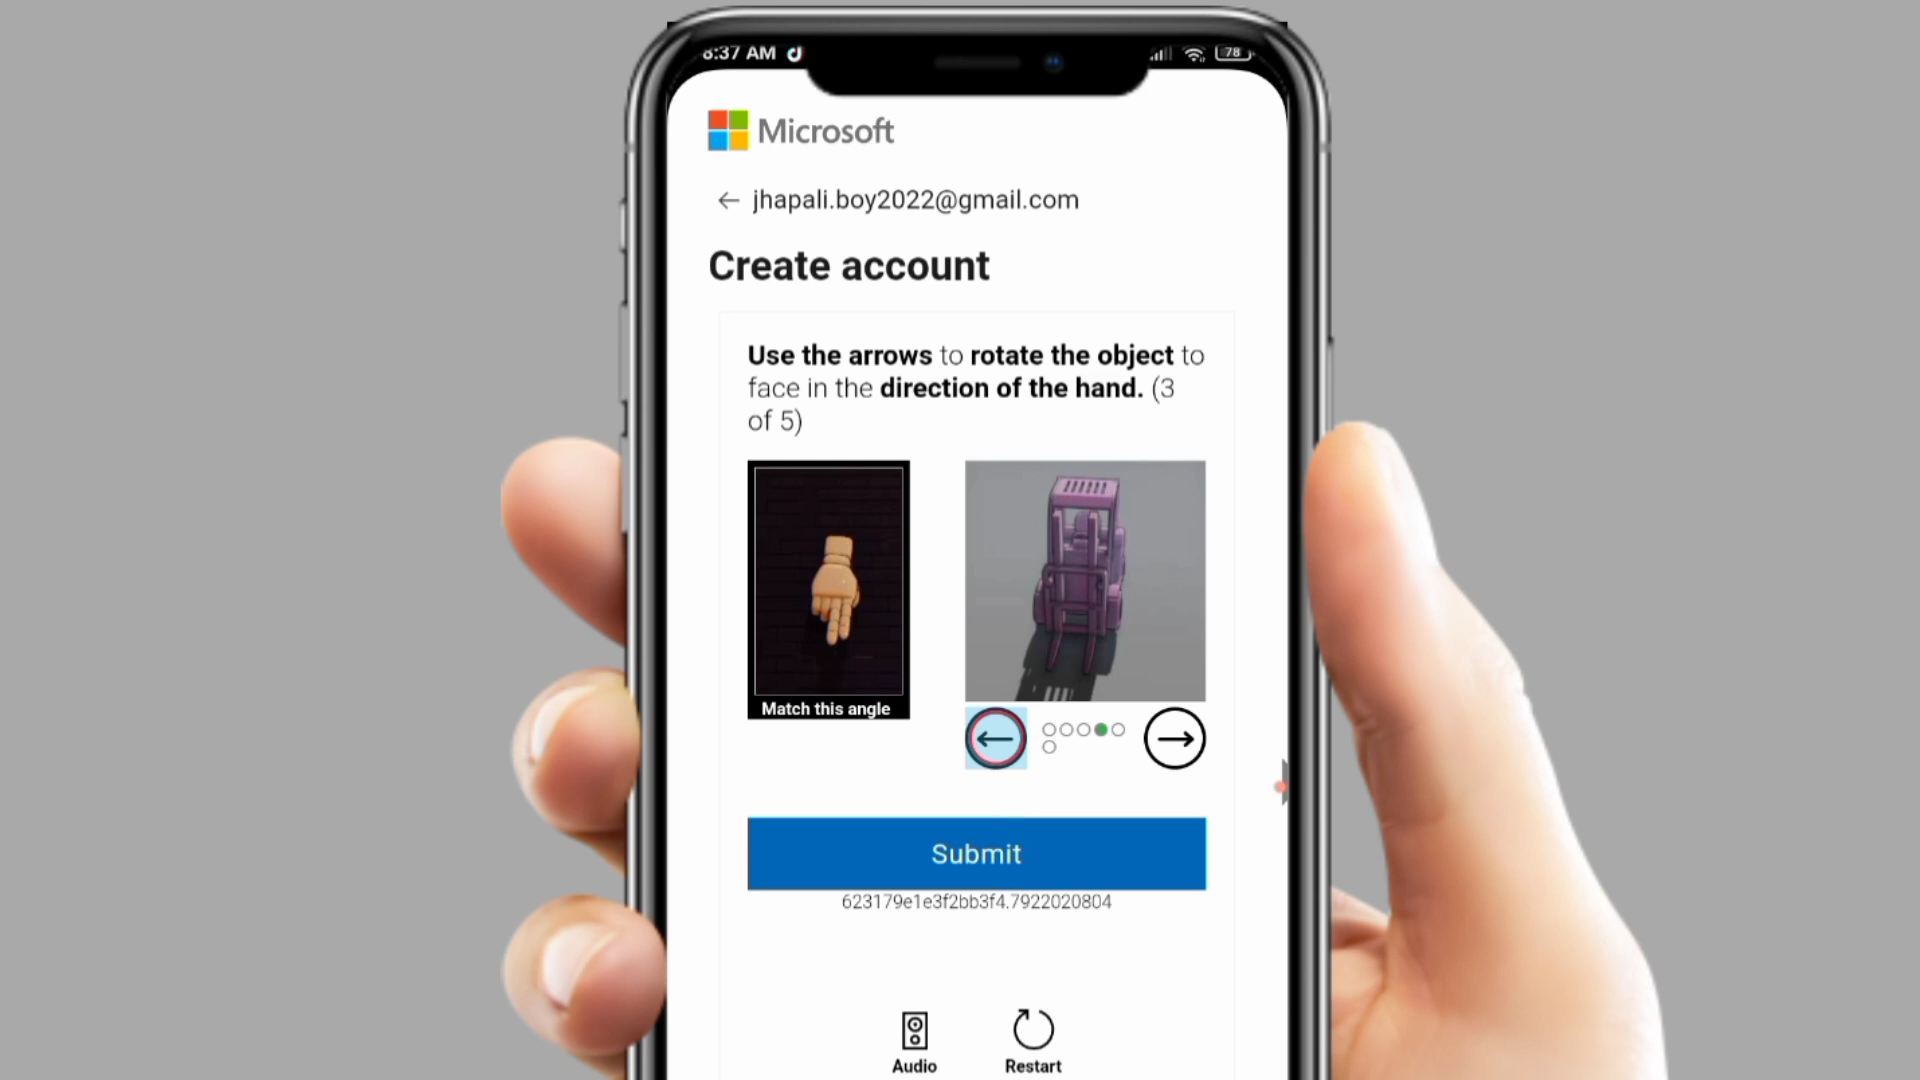 8:37 AM
78
Microsoft
jhapali.boy2022@gmail.com
Create account
Use the arrows to rotate the object to
face in the direction of the hand. (3
of 5)
Match this angle
Submit
623179e1e3f2bb3f4.7922020804
Audio
Restart